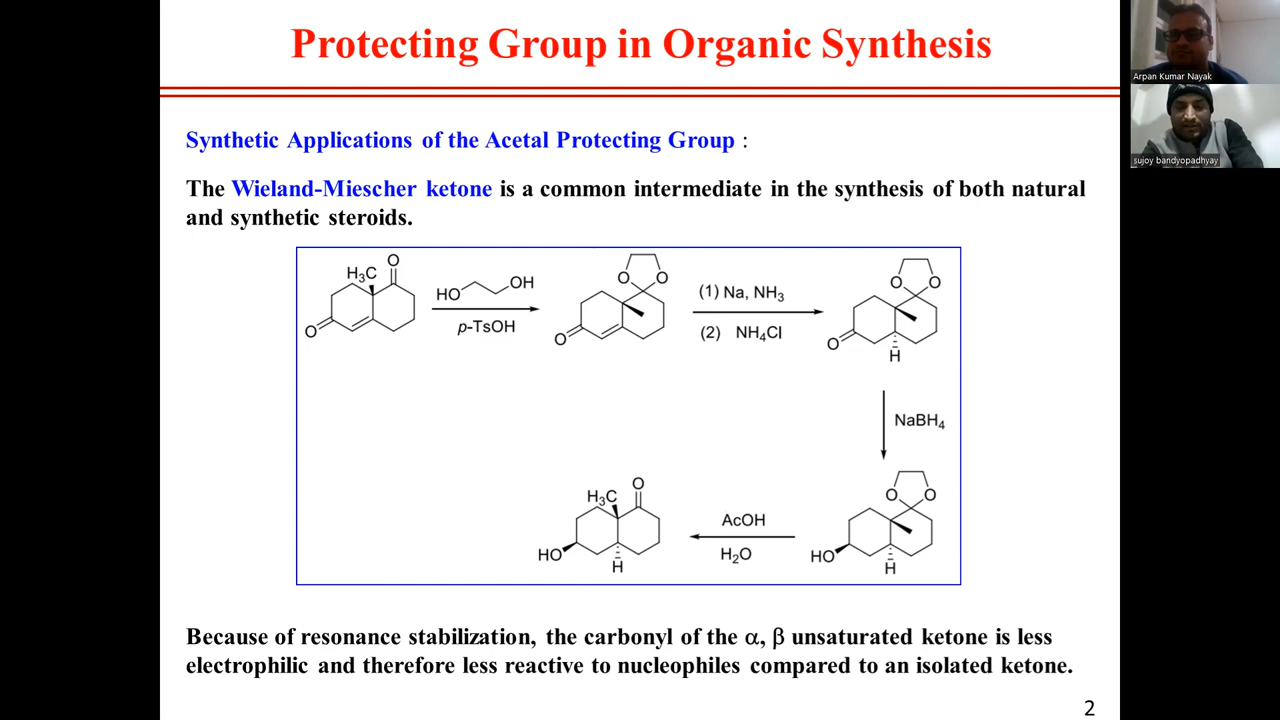 Protecting Group in Organic Synthesis
Arpan Kumar Nayak
sujoy bandyopadhyay
Synthetic Applications of the Acetal Protecting Group :
The Wieland-Miescher ketone is a common intermediate in the synthesis of both natural
and synthetic steroids.
H₃C O
O
HO OH
p-TsOH
O O
O
(1) Na, NH₃
(2) NH₄Cl
O O
O
H
NaBH₄
O O
HO
H
AcOH
H₂O
H₃C O
HO
H
Because of resonance stabilization, the carbonyl of the α, β unsaturated ketone is less
electrophilic and therefore less reactive to nucleophiles compared to an isolated ketone.
2